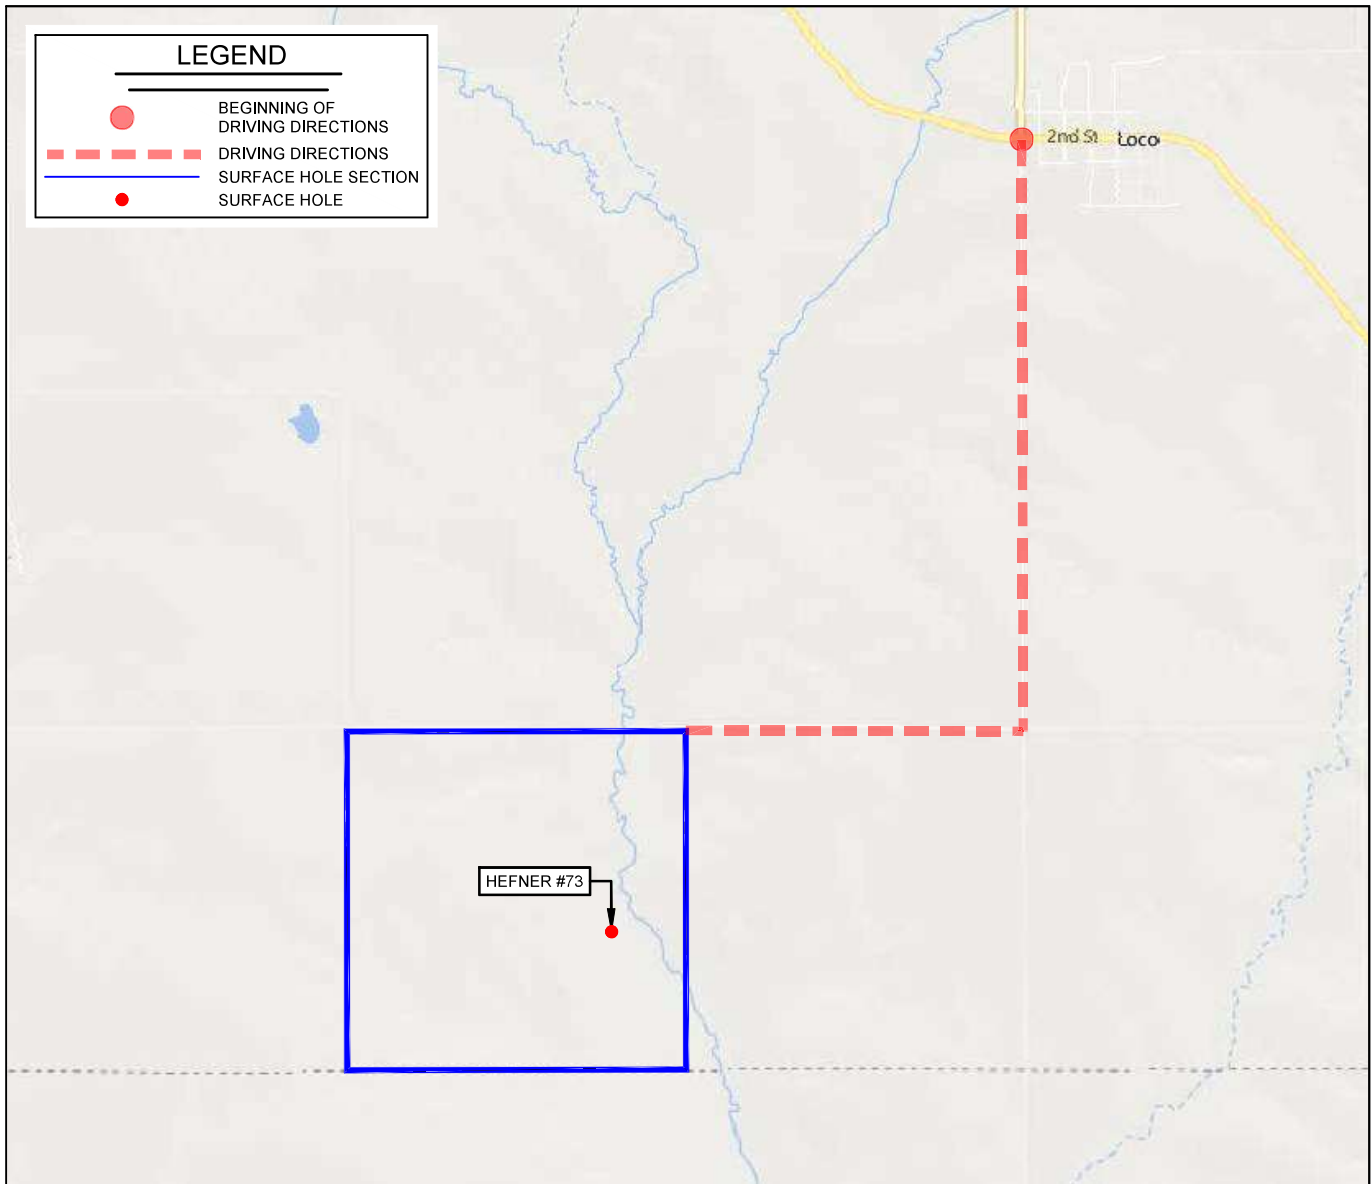 LEGEND
BEGINNING OF
DRIVING DIRECTIONS
DRIVING DIRECTIONS
SURFACE HOLE SECTION
SURFACE HOLE
2nd St Loco
HEFNER #73